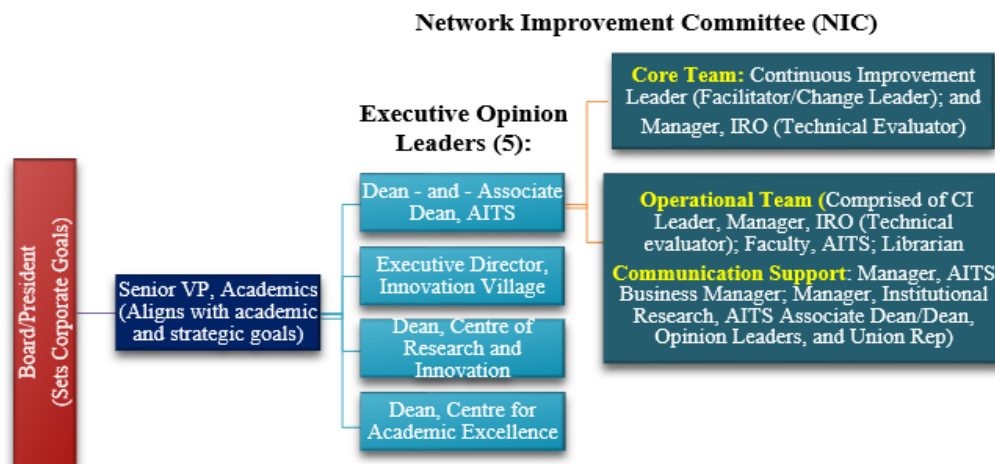 Network Improvement Committee (NIC)
Core Team: Continuous Improvement
Leader (Facilitator/Change Leader); and
Manager, IRO (Technical Evaluator)
Executive Opinion
Leaders (5):
Dean - and - Associate
Dean, AITS
Operational Team (Comprised of CI
Leader, Manager, IRO (Technical
evaluator); Faculty, AITS; Librarian
Communication Support: Manager, AITS
Business Manager; Manager, Institutional
Research, AITS Associate Dean/Dean,
Opinion Leaders, and Union Rep)
Board/President
(Sets Corporate Goals)
Senior VP, Academics
(Aligns with academic
and strategic goals)
Executive Director,
Innovation Village
Dean, Centre of
Research and
Innovation
Dean, Centre for
Academic Excellence